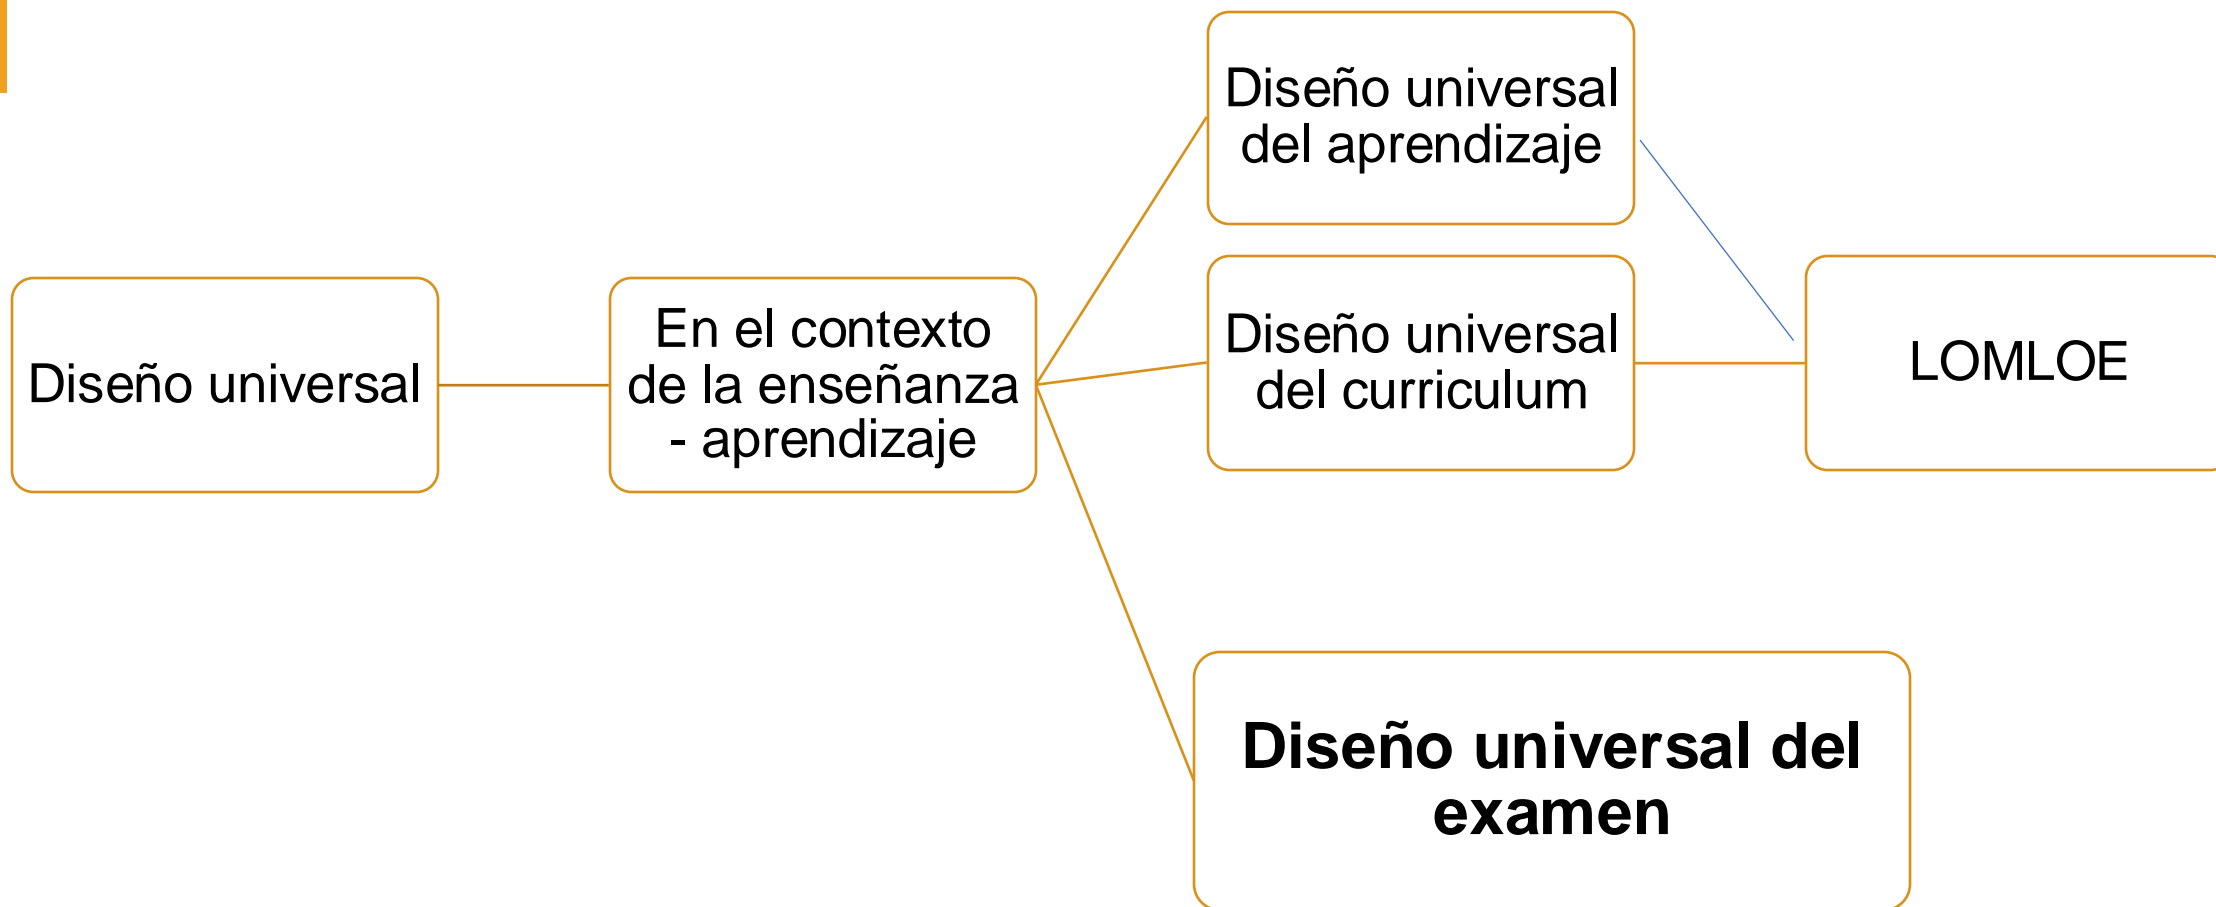 Diseño universal
En el contexto
de la enseñanza
- aprendizaje
Diseño universal
del aprendizaje
Diseño universal
del curriculum
LOMLOE
Diseño universal del
examen